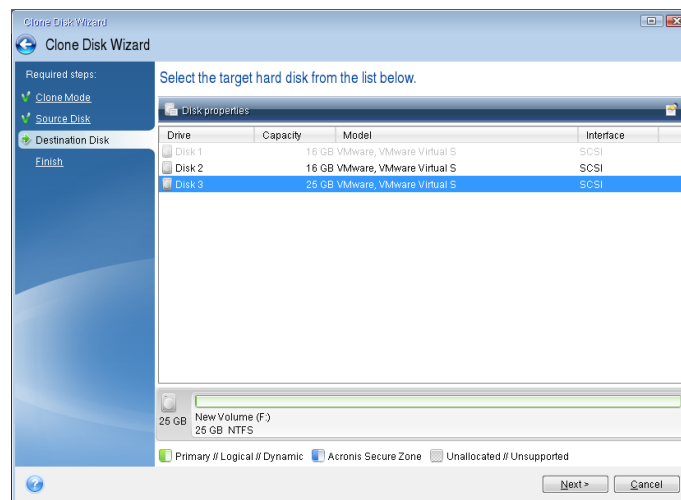 Clone Disk Wizard
Clone Disk Wizard
Required steps:
Clone Mode
Source Disk
Destination Disk
Finish
Select the target hard disk from the list below.
Disk properties
Drive Capacity Model Interface
Disk 1 16 GB VMware, VMware Virtual S SCSI
Disk 2 16 GB VMware, VMware Virtual S SCSI
Disk 3 25 GB VMware, VMware Virtual S SCSI
25 GB
New Volume (F:)
25 GB NTFS
Primary // Logical // Dynamic Acronis Secure Zone Unallocated // Unsupported
Next > Cancel